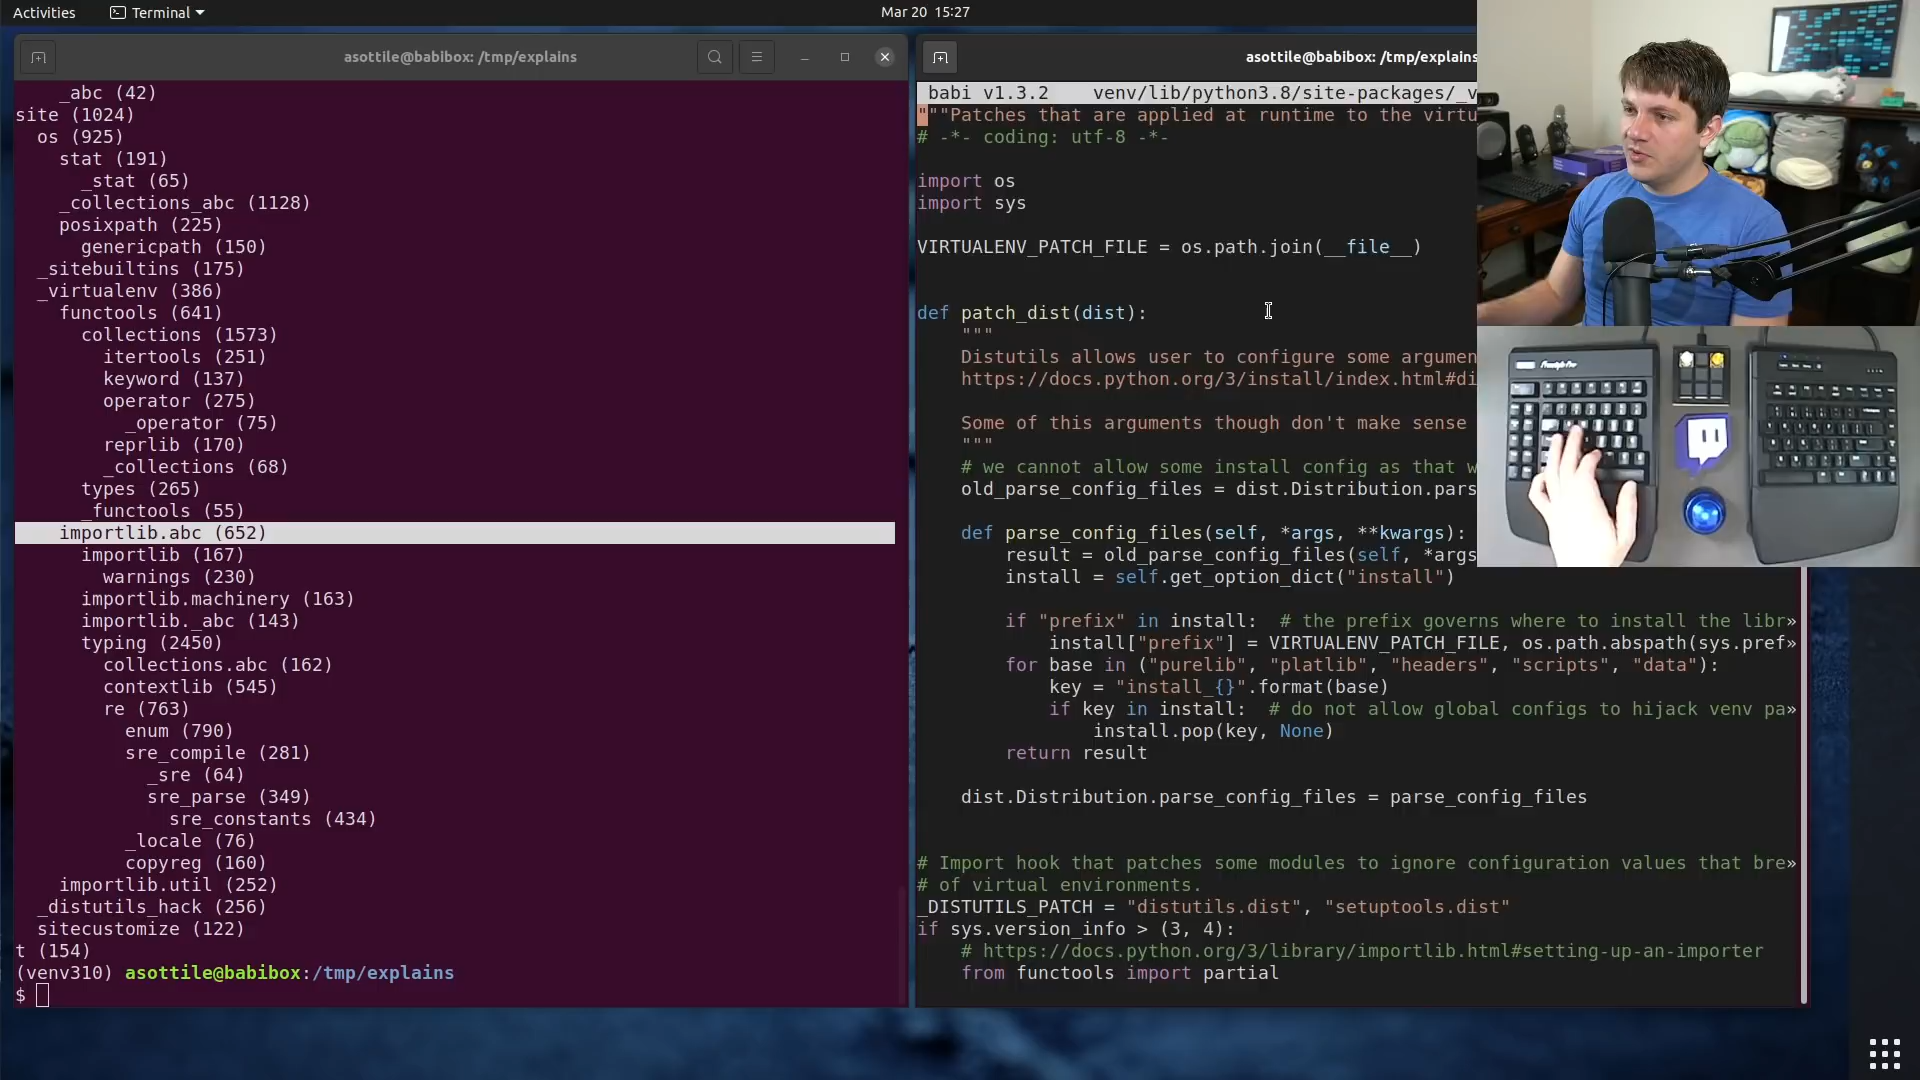 Activities
Terminal
Mar 20 15:27
asottile@babibox: /tmp/explains
_abc (42)
site (1024)
os (925)
stat (191)
_stat (65)
_collections_abc (1128)
posixpath (225)
genericpath (150)
_sitebuiltins (175)
_virtualenv (386)
functools (641)
collections (1573)
itertools (251)
keyword (137)
operator (275)
_operator (75)
reprlib (170)
_collections (68)
types (265)
_functools (55)
importlib.abc (652)
importlib (167)
warnings (230)
importlib.machinery (163)
importlib._abc (143)
typing (2450)
collections.abc (162)
contextlib (545)
re (763)
enum (790)
sre_compile (281)
_sre (64)
sre_parse (349)
sre_constants (434)
_locale (76)
copyreg (160)
importlib.util (252)
_distutils_hack (256)
sitecustomize (122)
t (154)
(venv310) asottile@babibox:/tmp/explains
$
asottile@babibox: /tmp/explains
babi v1.3.2 venv/lib/python3.8/site-packages/_v
"""Patches that are applied at runtime to the virtu
# -*- coding: utf-8 -*-
import os
import sys
VIRTUALENV_PATCH_FILE = os.path.join(__file__)
def patch_dist(dist):
"""
Distutils allows user to configure some argumen
https://docs.python.org/3/install/index.html#di
Some of this arguments though don't make sense
"""
# we cannot allow some install config as that w
old_parse_config_files = dist.Distribution.pars
def parse_config_files(self, *args, **kwargs):
result = old_parse_config_files(self, *args
install = self.get_option_dict("install")
if "prefix" in install:  # the prefix governs where to install the libr»
install["prefix"] = VIRTUALENV_PATCH_FILE, os.path.abspath(sys.pref»
for base in ("purelib", "platlib", "headers", "scripts", "data"):
key = "install_{}".format(base)
if key in install:  # do not allow global configs to hijack venv pa»
install.pop(key, None)
return result
dist.Distribution.parse_config_files = parse_config_files
# Import hook that patches some modules to ignore configuration values that bre»
# of virtual environments.
_DISTUTILS_PATCH = "distutils.dist", "setuptools.dist"
if sys.version_info > (3, 4):
# https://docs.python.org/3/library/importlib.html#setting-up-an-importer
from functools import partial